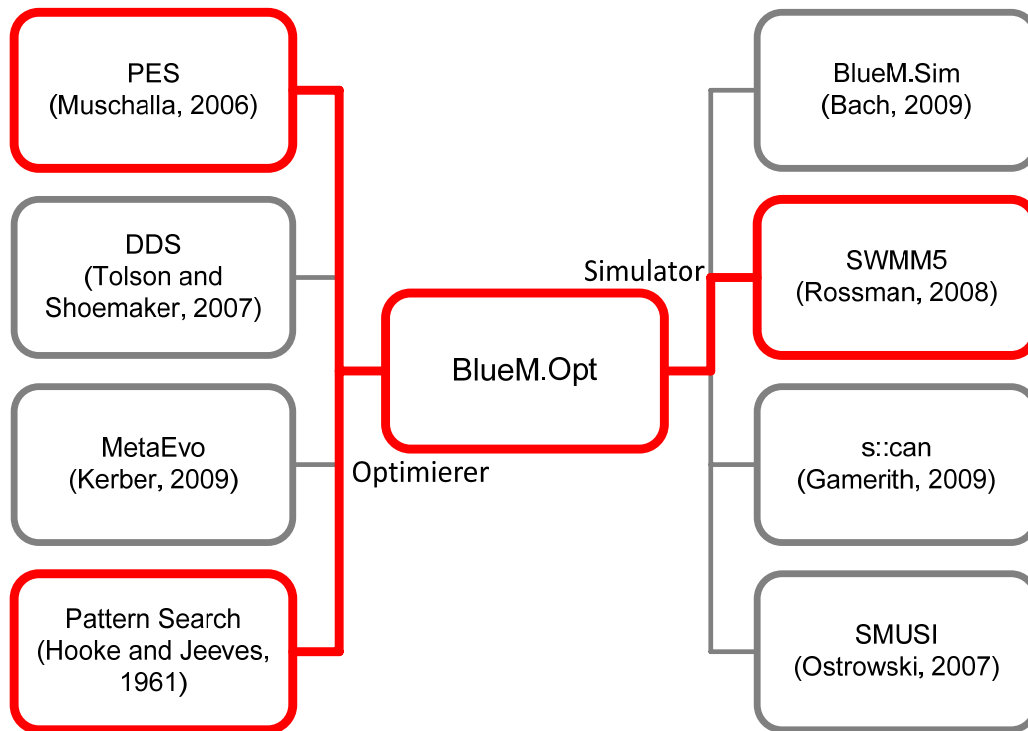 PES
(Muschalla, 2006)
DDS
(Tolson and
Shoemaker, 2007)
MetaEvo
(Kerber, 2009)
Pattern Search
(Hooke and Jeeves,
1961)
BlueM.Opt
Optimierer
Simulator
BlueM.Sim
(Bach, 2009)
SWMM5
(Rossman, 2008)
s::can
(Gamerith, 2009)
SMUSI
(Ostrowski, 2007)